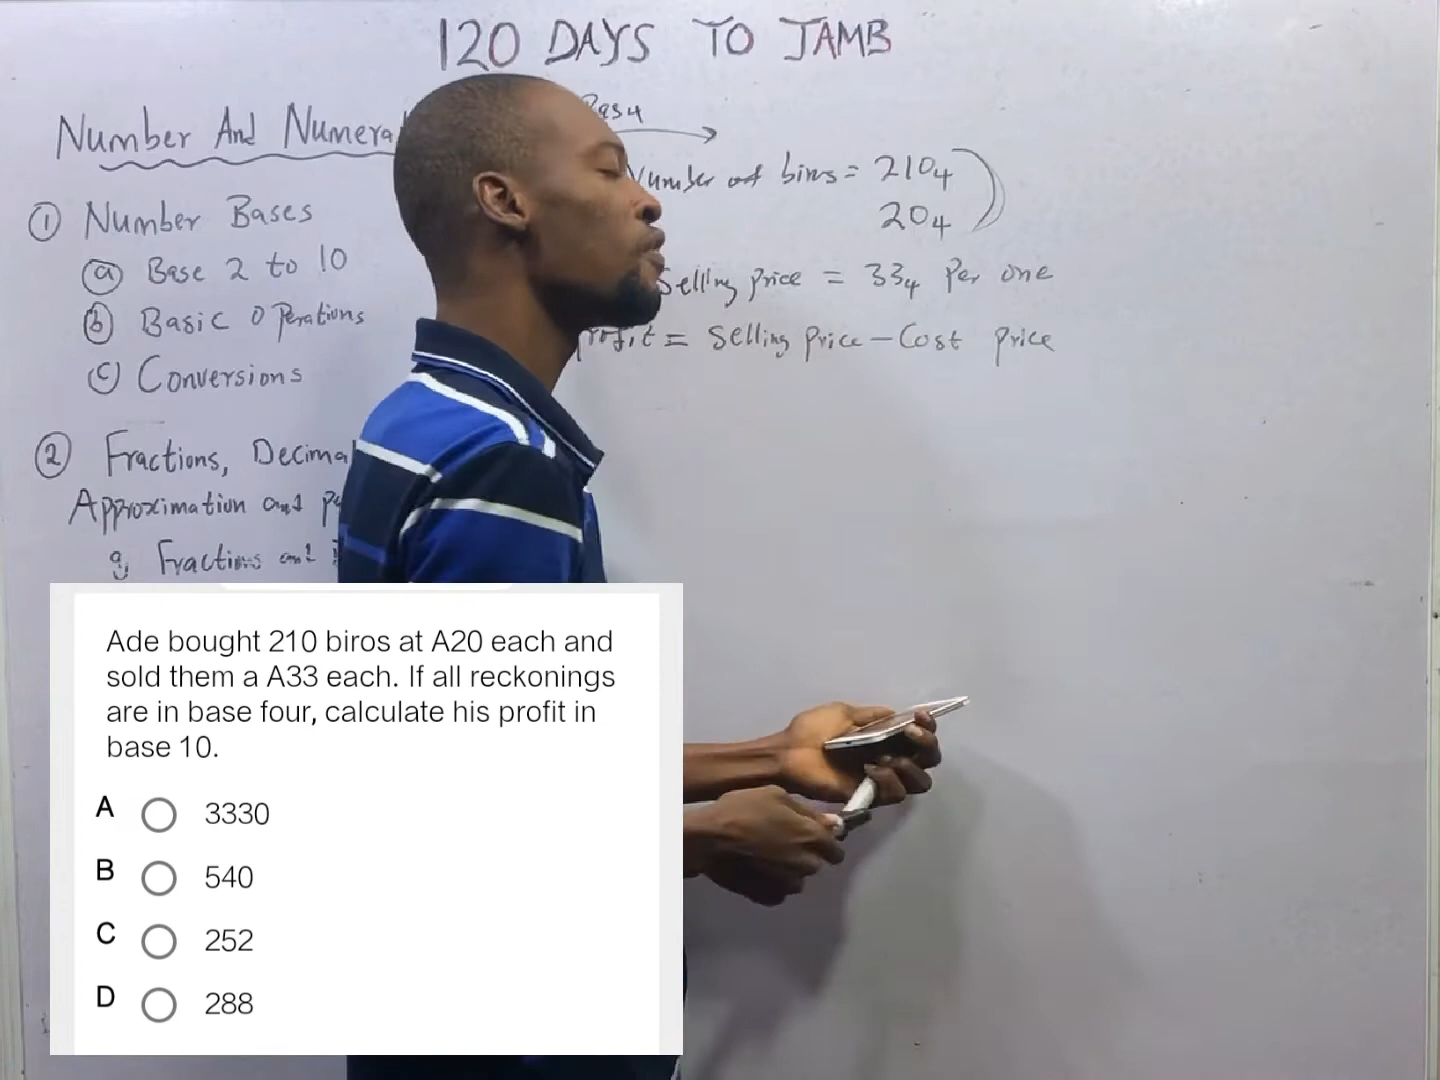 120 DAYS TO JAMB
Number And Numera
① Number Bases
ⓐ Base 2 to 10
ⓑ Basic Operations
ⓒ Conversions
② Fractions, Decima
Approximation and
a, Fractions and
Number of biros = 210₄
20₄
Selling price = 33₄ Per one
profit = Selling price – Cost price
Ade bought 210 biros at A20 each and
sold them a A33 each. If all reckonings
are in base four, calculate his profit in
base 10.
A 3330
B 540
C 252
D 288